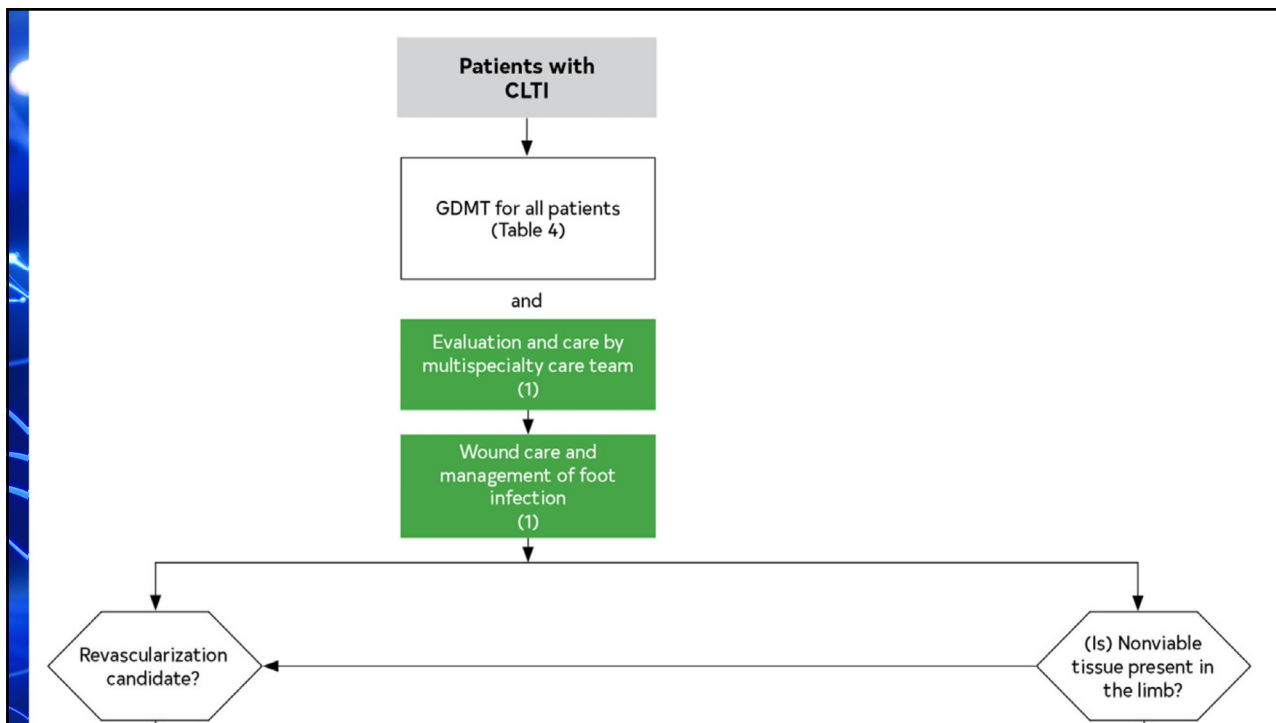 Patients with
CLTI
GDMT for all patients
(Table 4)
and
Evaluation and care by
multispecialty care team
(1)
Wound care and
management of foot
infection
(1)
Revascularization
candidate?
(Is) Nonviable
tissue present in
the limb?